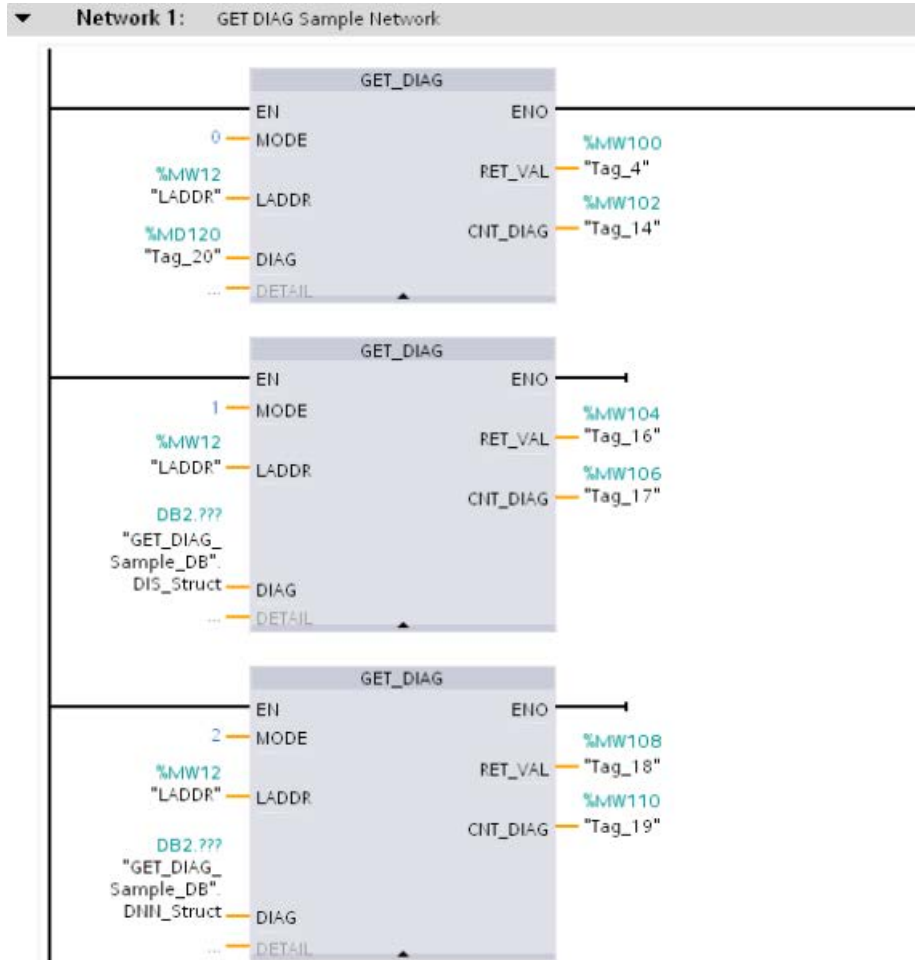 Network 1: GET DIAG Sample Network
GET_DIAG
EN ENO
0 MODE
%MW100
RET_VAL "Tag_4"
%MW12
"LADDR" LADDR
%MW102
CNT_DIAG "Tag_14"
%MD120
"Tag_20" DIAG
... DETAIL
GET_DIAG
EN ENO
1 MODE
%MW104
RET_VAL "Tag_16"
%MW12
"LADDR" LADDR
%MW106
CNT_DIAG "Tag_17"
DB2.???
"GET_DIAG_
Sample_DB".
DIS_Struct DIAG
... DETAIL
GET_DIAG
EN ENO
2 MODE
%MW108
RET_VAL "Tag_18"
%MW12
"LADDR" LADDR
%MW110
CNT_DIAG "Tag_19"
DB2.???
"GET_DIAG_
Sample_DB".
DNN_Struct DIAG
... DETAIL